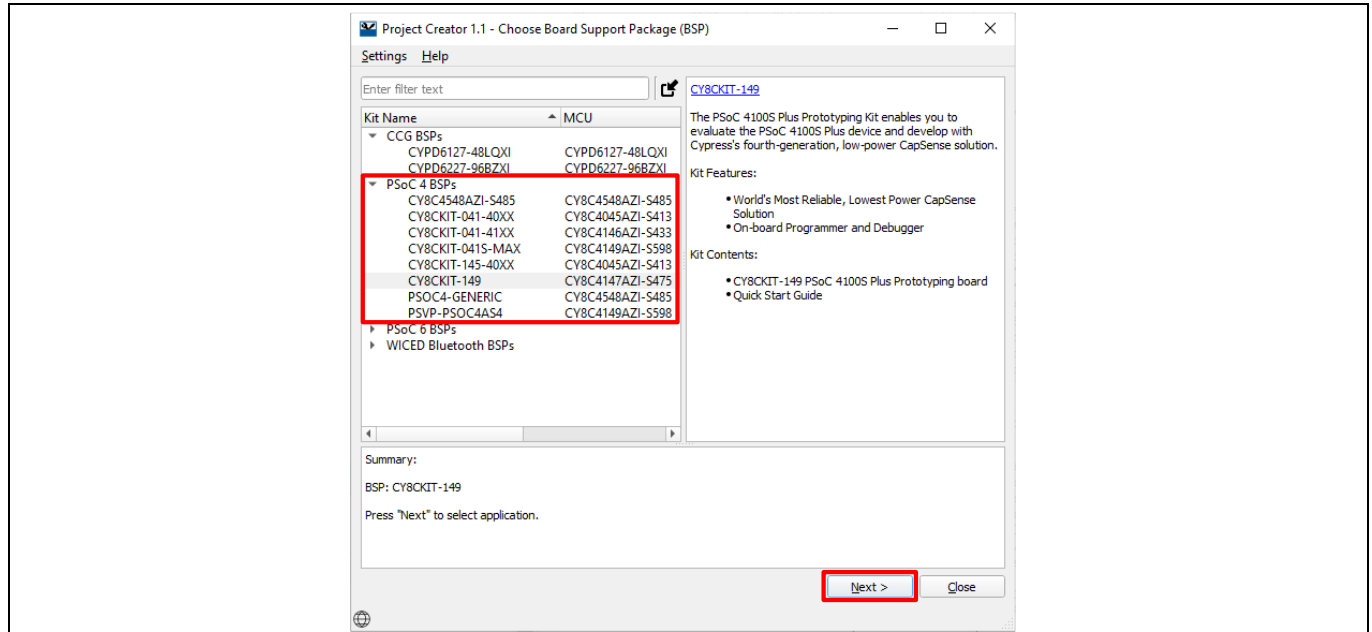 Project Creator 1.1 - Choose Board Support Package (BSP)
Settings Help
Enter filter text
Kit Name MCU
CCG BSPs
CYPD6127-48LQXI CYPD6127-48LQXI
CYPD6227-96BZXI CYPD6227-96BZXI
PSoC 4 BSPs
CY8C4548AZI-S485 CY8C4548AZI-S485
CY8CKIT-041-40XX CY8C4045AZI-S413
CY8CKIT-041-41XX CY8C4146AZI-S433
CY8CKIT-041S-MAX CY8C4149AZI-S598
CY8CKIT-145-40XX CY8C4045AZI-S413
CY8CKIT-149 CY8C4147AZI-S475
PSOC4-GENERIC CY8C4548AZI-S485
PSVP-PSOC4AS4 CY8C4149AZI-S598
PSoC 6 BSPs
WICED Bluetooth BSPs
CY8CKIT-149
The PSoC 4100S Plus Prototyping Kit enables you to
evaluate the PSoC 4100S Plus device and develop with
Cypress's fourth-generation, low-power CapSense solution.
Kit Features:
• World's Most Reliable, Lowest Power CapSense
Solution
• On-board Programmer and Debugger
Kit Contents:
• CY8CKIT-149 PSoC 4100S Plus Prototyping board
• Quick Start Guide
Summary:
BSP: CY8CKIT-149
Press "Next" to select application.
Next > Close